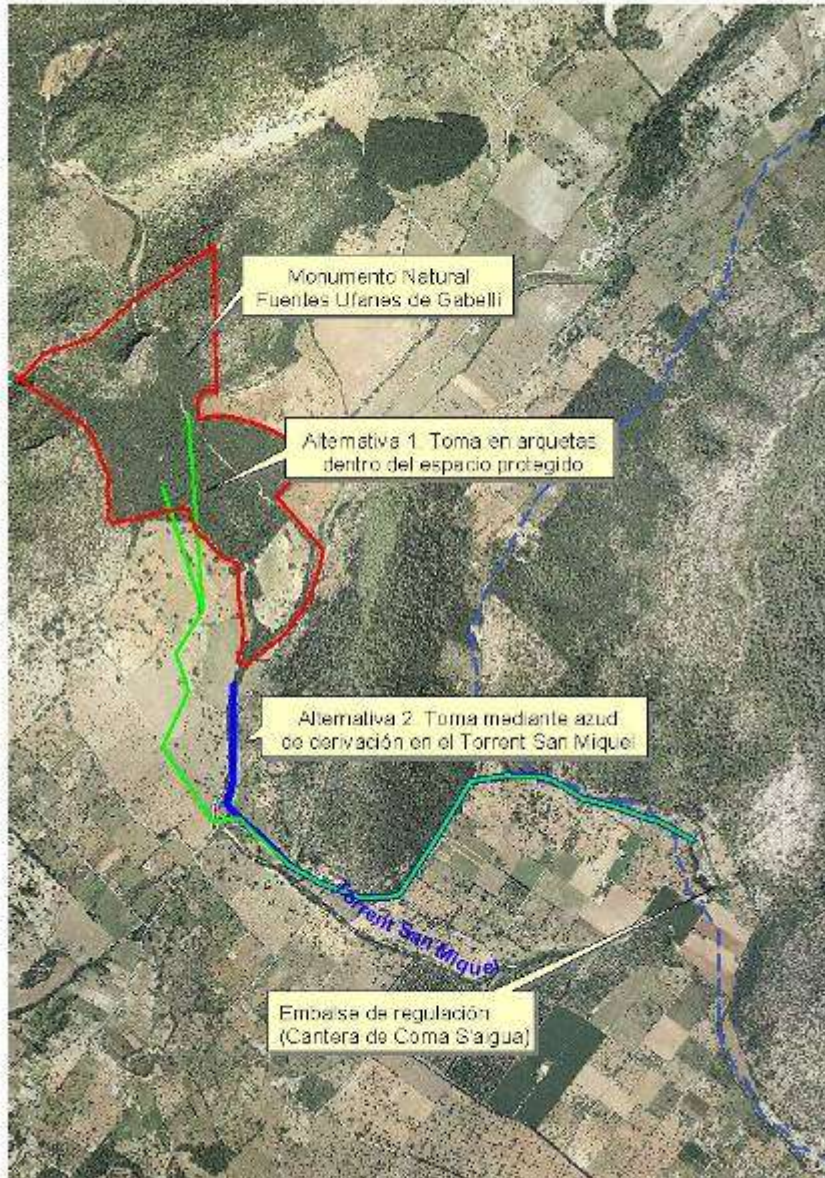 Monumento Natural
Fuentes Ufanes de Gabelli
Alternativa 1. Toma en arquetas
dentro del espacio protegido
Alternativa 2. Toma mediante azud
de derivación en el Torrent San Miquel
Torrent San Miquel
Embalse de regulación
(Cantera de Coma S'aigua)